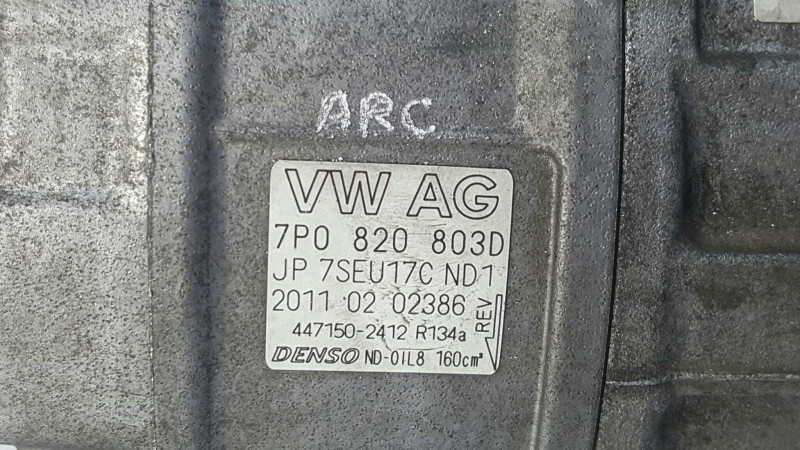 ARC
VW AG
7P0 820 803D
JP 7SEU17C ND1
2011 02 02386
REV
447150-2412 R134a
DENSO ND-OIL8 160cm³